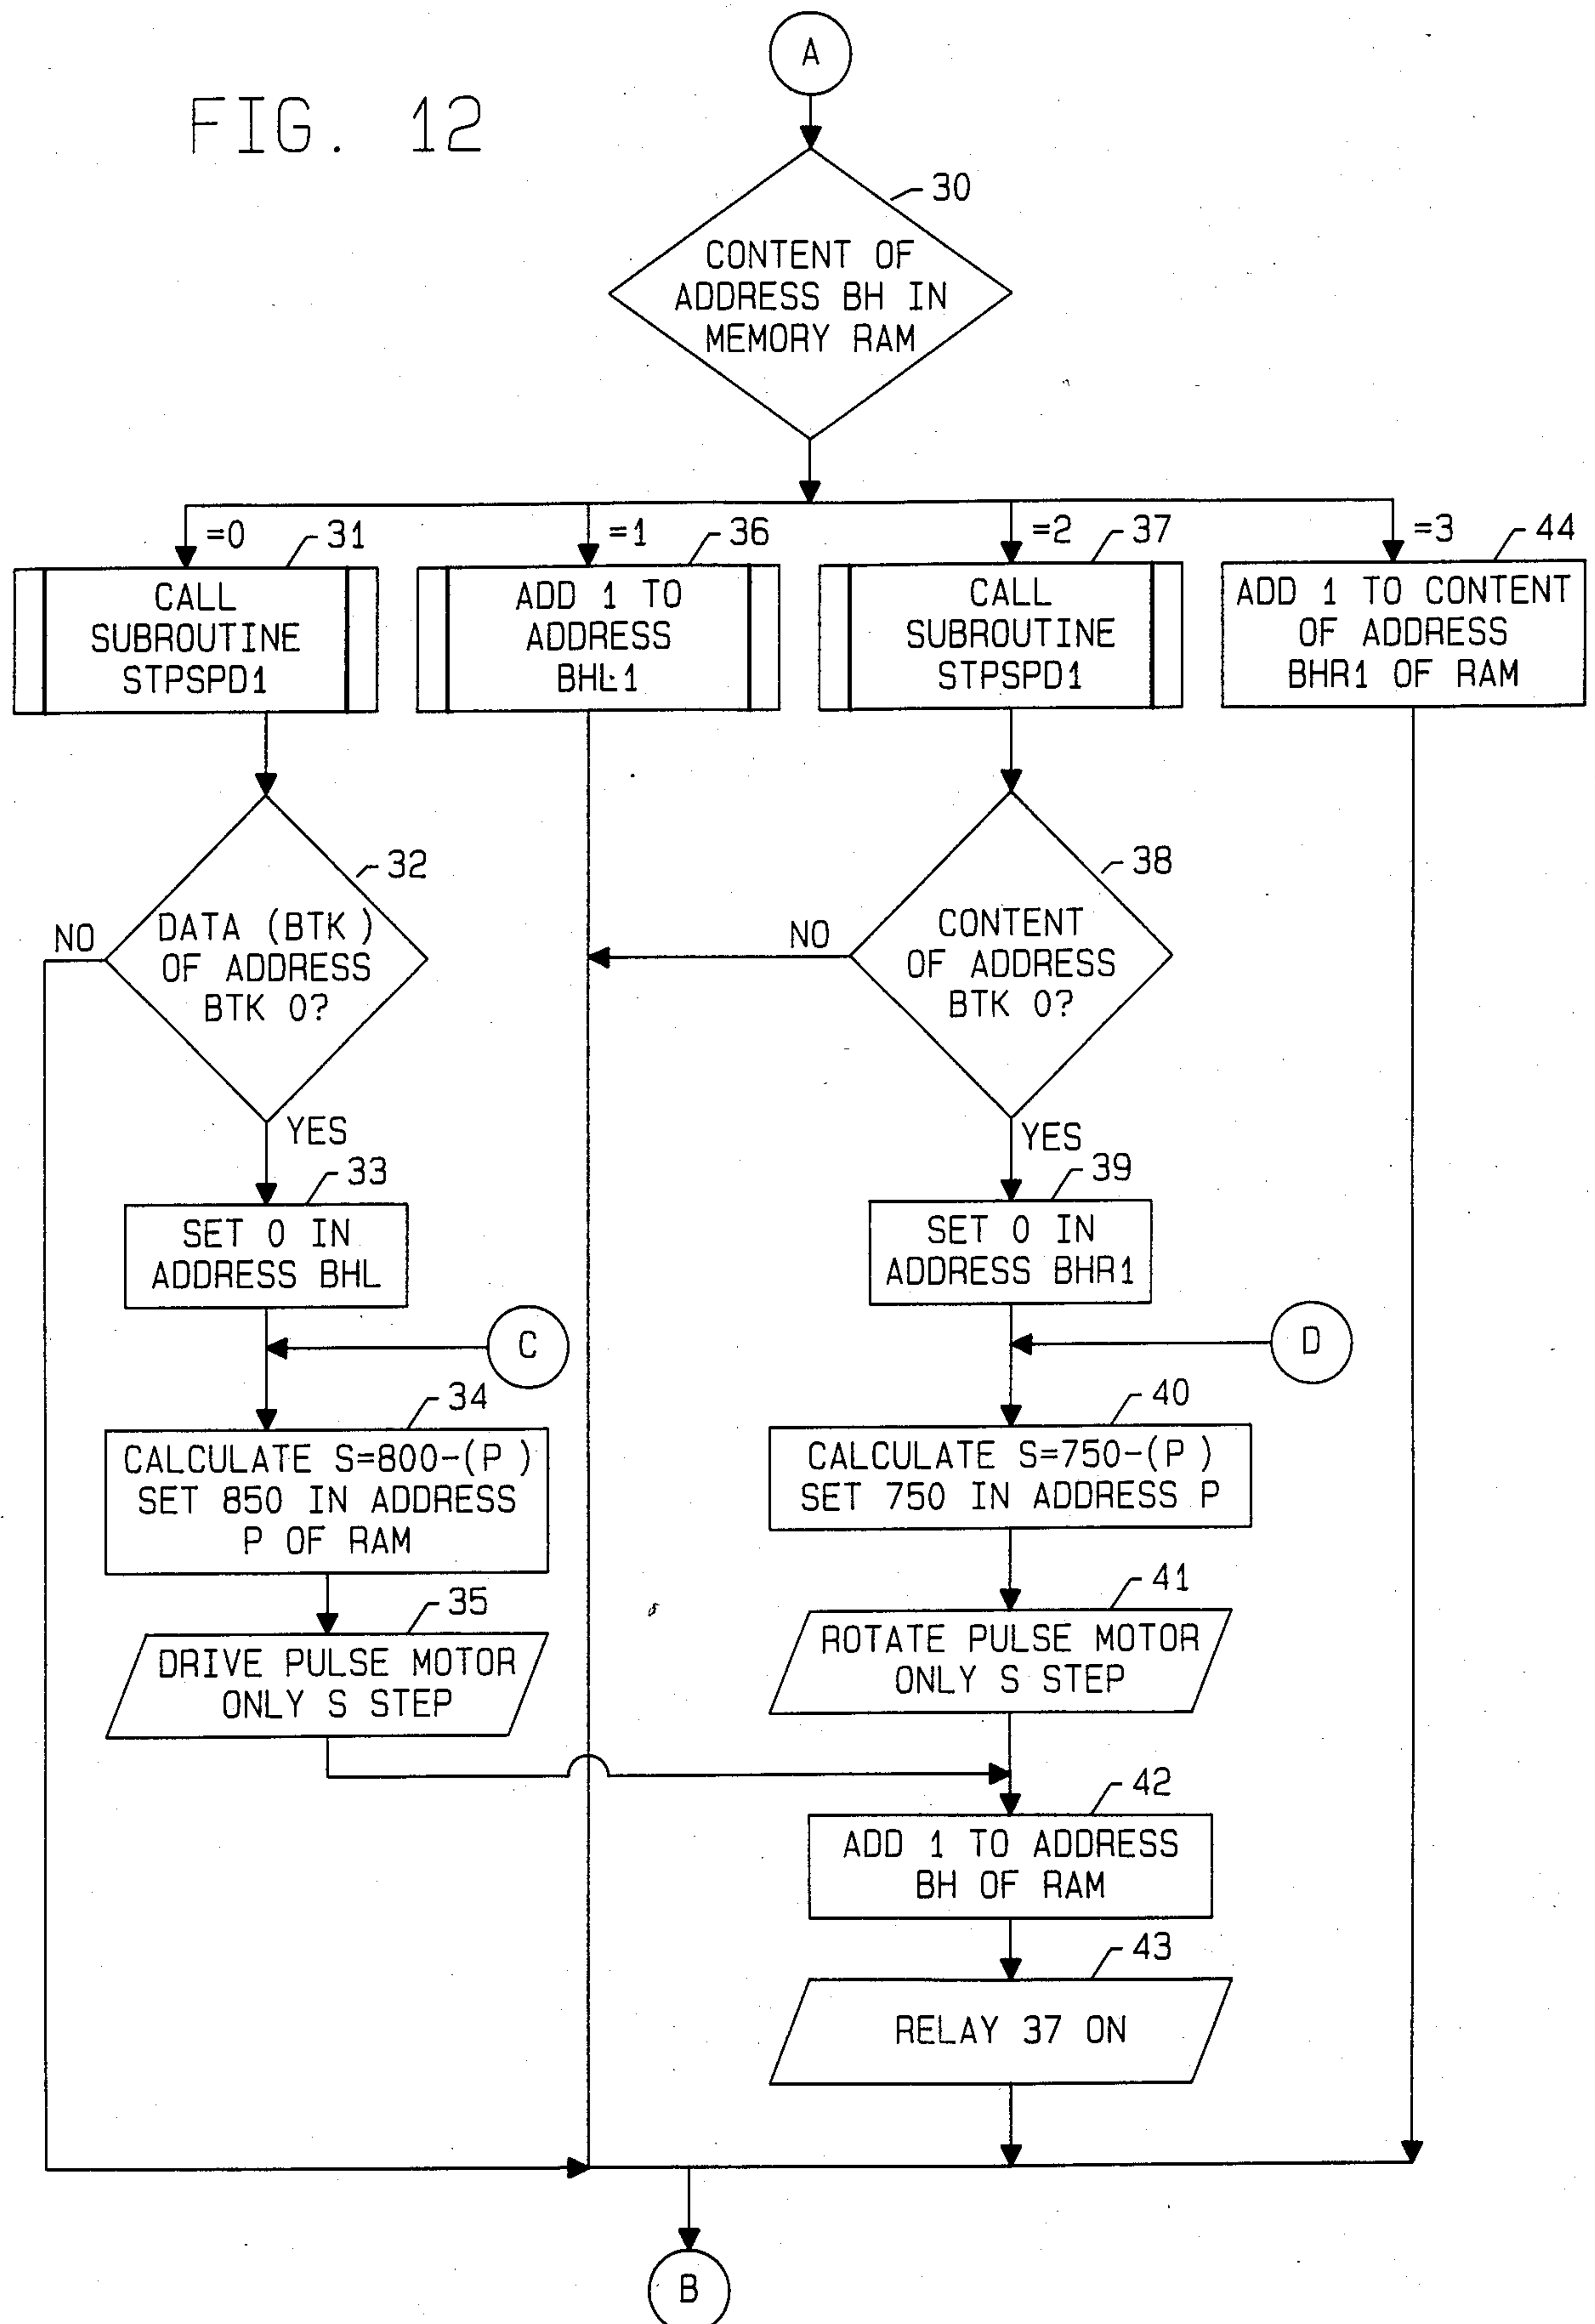 A
FIG. 12
30
CONTENT OF
ADDRESS BH IN
MEMORY RAM
=0
31
=1
36
=2
37
=3
44
CALL
SUBROUTINE
STPSPD1
ADD 1 TO
ADDRESS
BHL1
CALL
SUBROUTINE
STPSPD1
ADD 1 TO CONTENT
OF ADDRESS
BHR1 OF RAM
32
NO
DATA (BTK)
OF ADDRESS
BTK 0?
YES
38
NO
CONTENT
OF ADDRESS
BTK 0?
YES
33
SET 0 IN
ADDRESS BHL
39
SET 0 IN
ADDRESS BHR1
C
D
34
CALCULATE S=800-(P)
SET 850 IN ADDRESS
P OF RAM
40
CALCULATE S=750-(P)
SET 750 IN ADDRESS P
35
DRIVE PULSE MOTOR
ONLY S STEP
41
ROTATE PULSE MOTOR
ONLY S STEP
42
ADD 1 TO ADDRESS
BH OF RAM
43
RELAY 37 ON
B